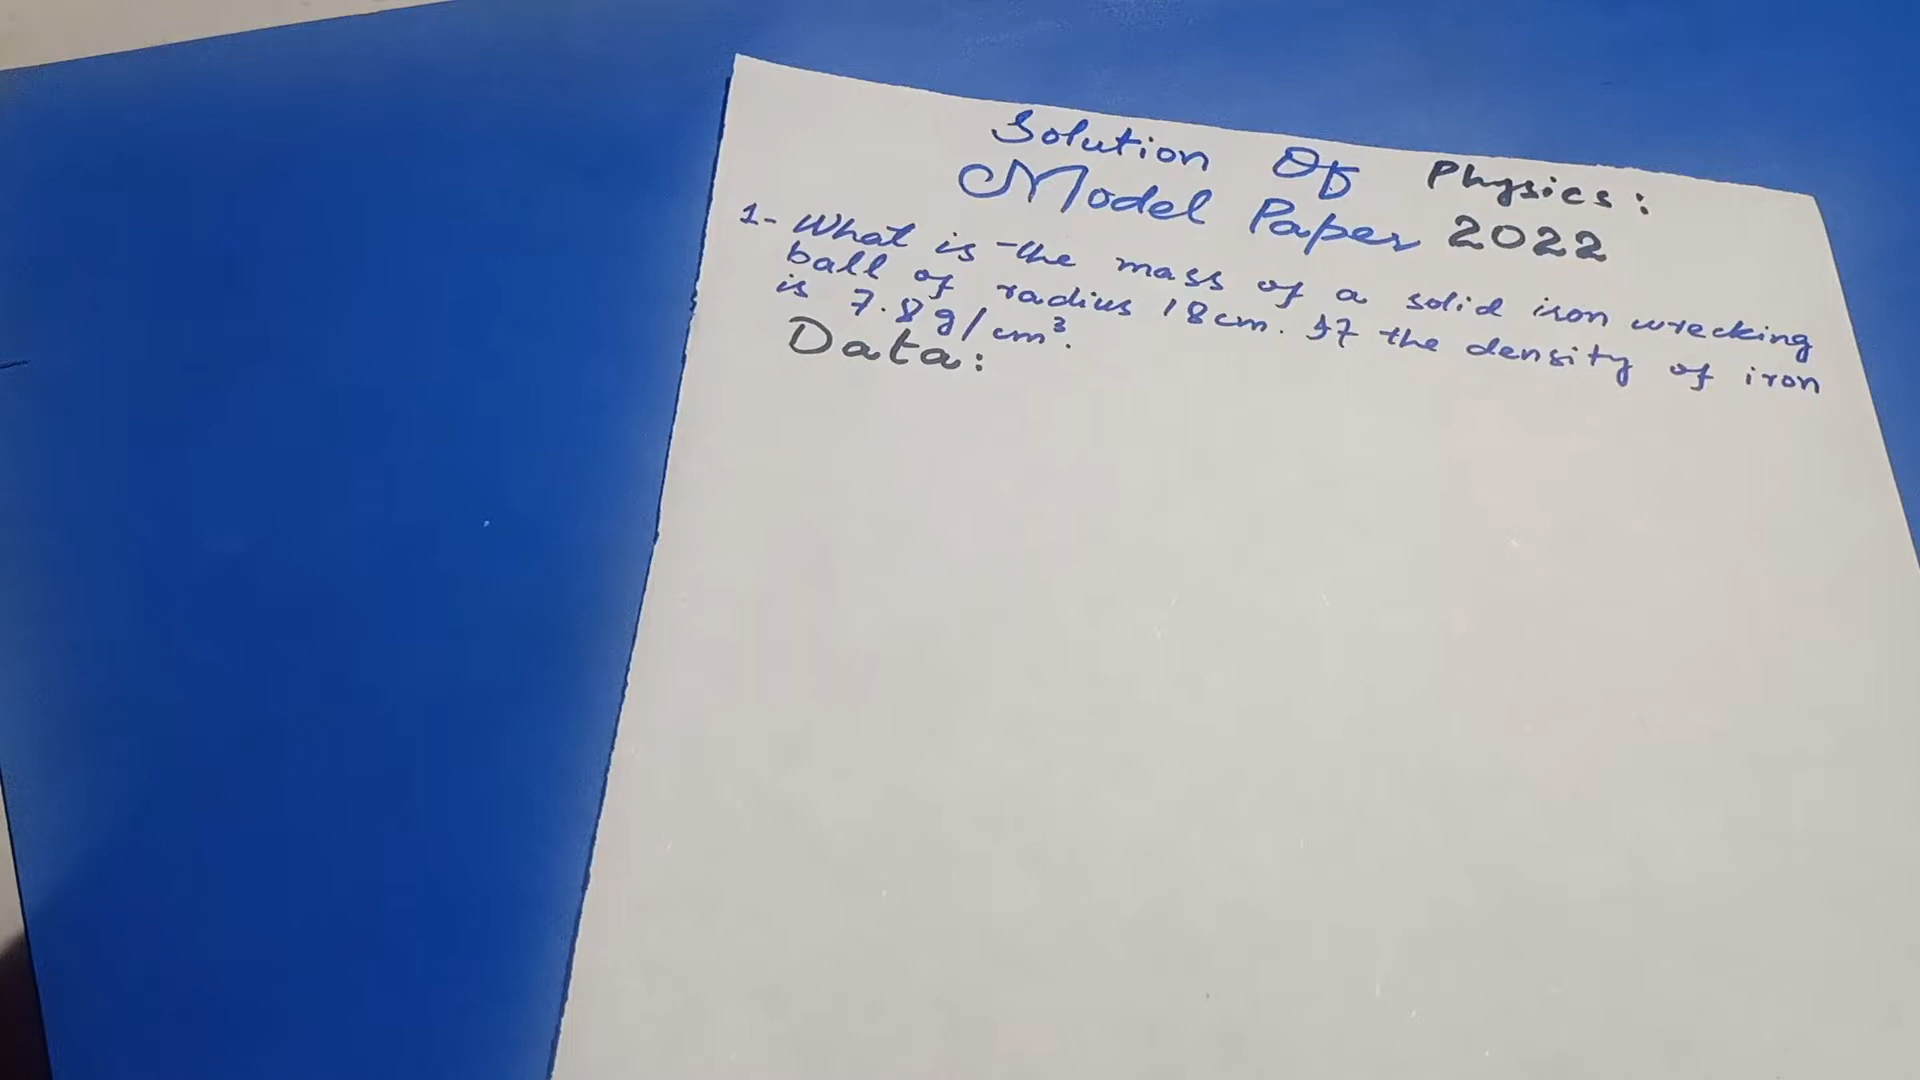 Solution Of Physics:
Model Paper 2022
1- What is the mass of a solid iron wrecking
ball of radius 18cm. If the density of iron
is 7.8g/cm³.
Data: